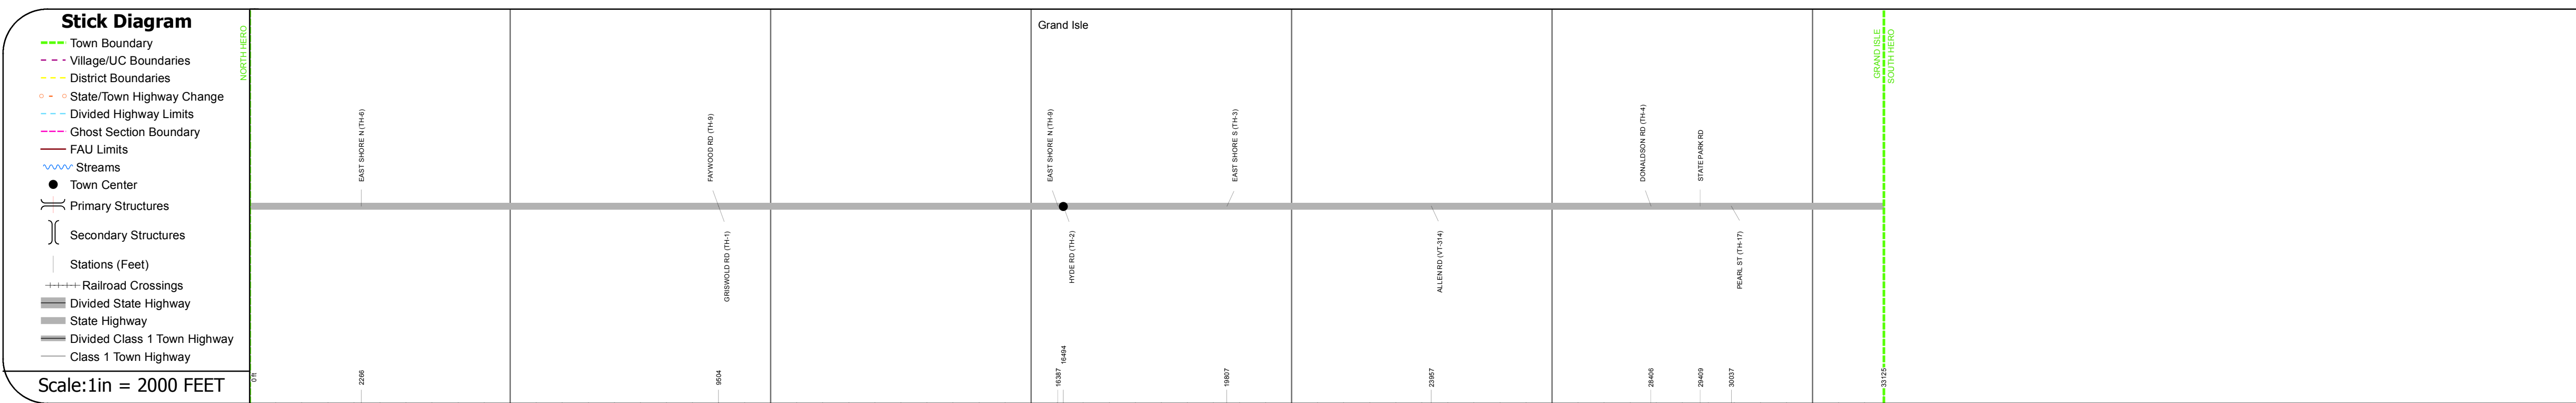 Stick Diagram
Town Boundary
Village/UC Boundaries
District Boundaries
State/Town Highway Change
Divided Highway Limits
Ghost Section Boundary
FAU Limits
Streams
Town Center
Primary Structures
Secondary Structures
Stations (Feet)
Railroad Crossings
Divided State Highway
State Highway
Divided Class 1 Town Highway
Class 1 Town Highway
Scale:1in = 2000 FEET
NORTH HERO
Grand Isle
GRAND ISLE
SOUTH HERO
EAST SHORE N (TH-6)
FAYWOOD RD (TH-9)
EAST SHORE N (TH-9)
EAST SHORE S (TH-3)
DONALDSON RD (TH-4)
STATE PARK RD
GRISWOLD RD (TH-1)
HYDE RD (TH-2)
ALLEN RD (VT-314)
PEARL ST (TH-17)
0 ft
2266
9504
16387
16494
19807
23957
28406
29409
30037
33125